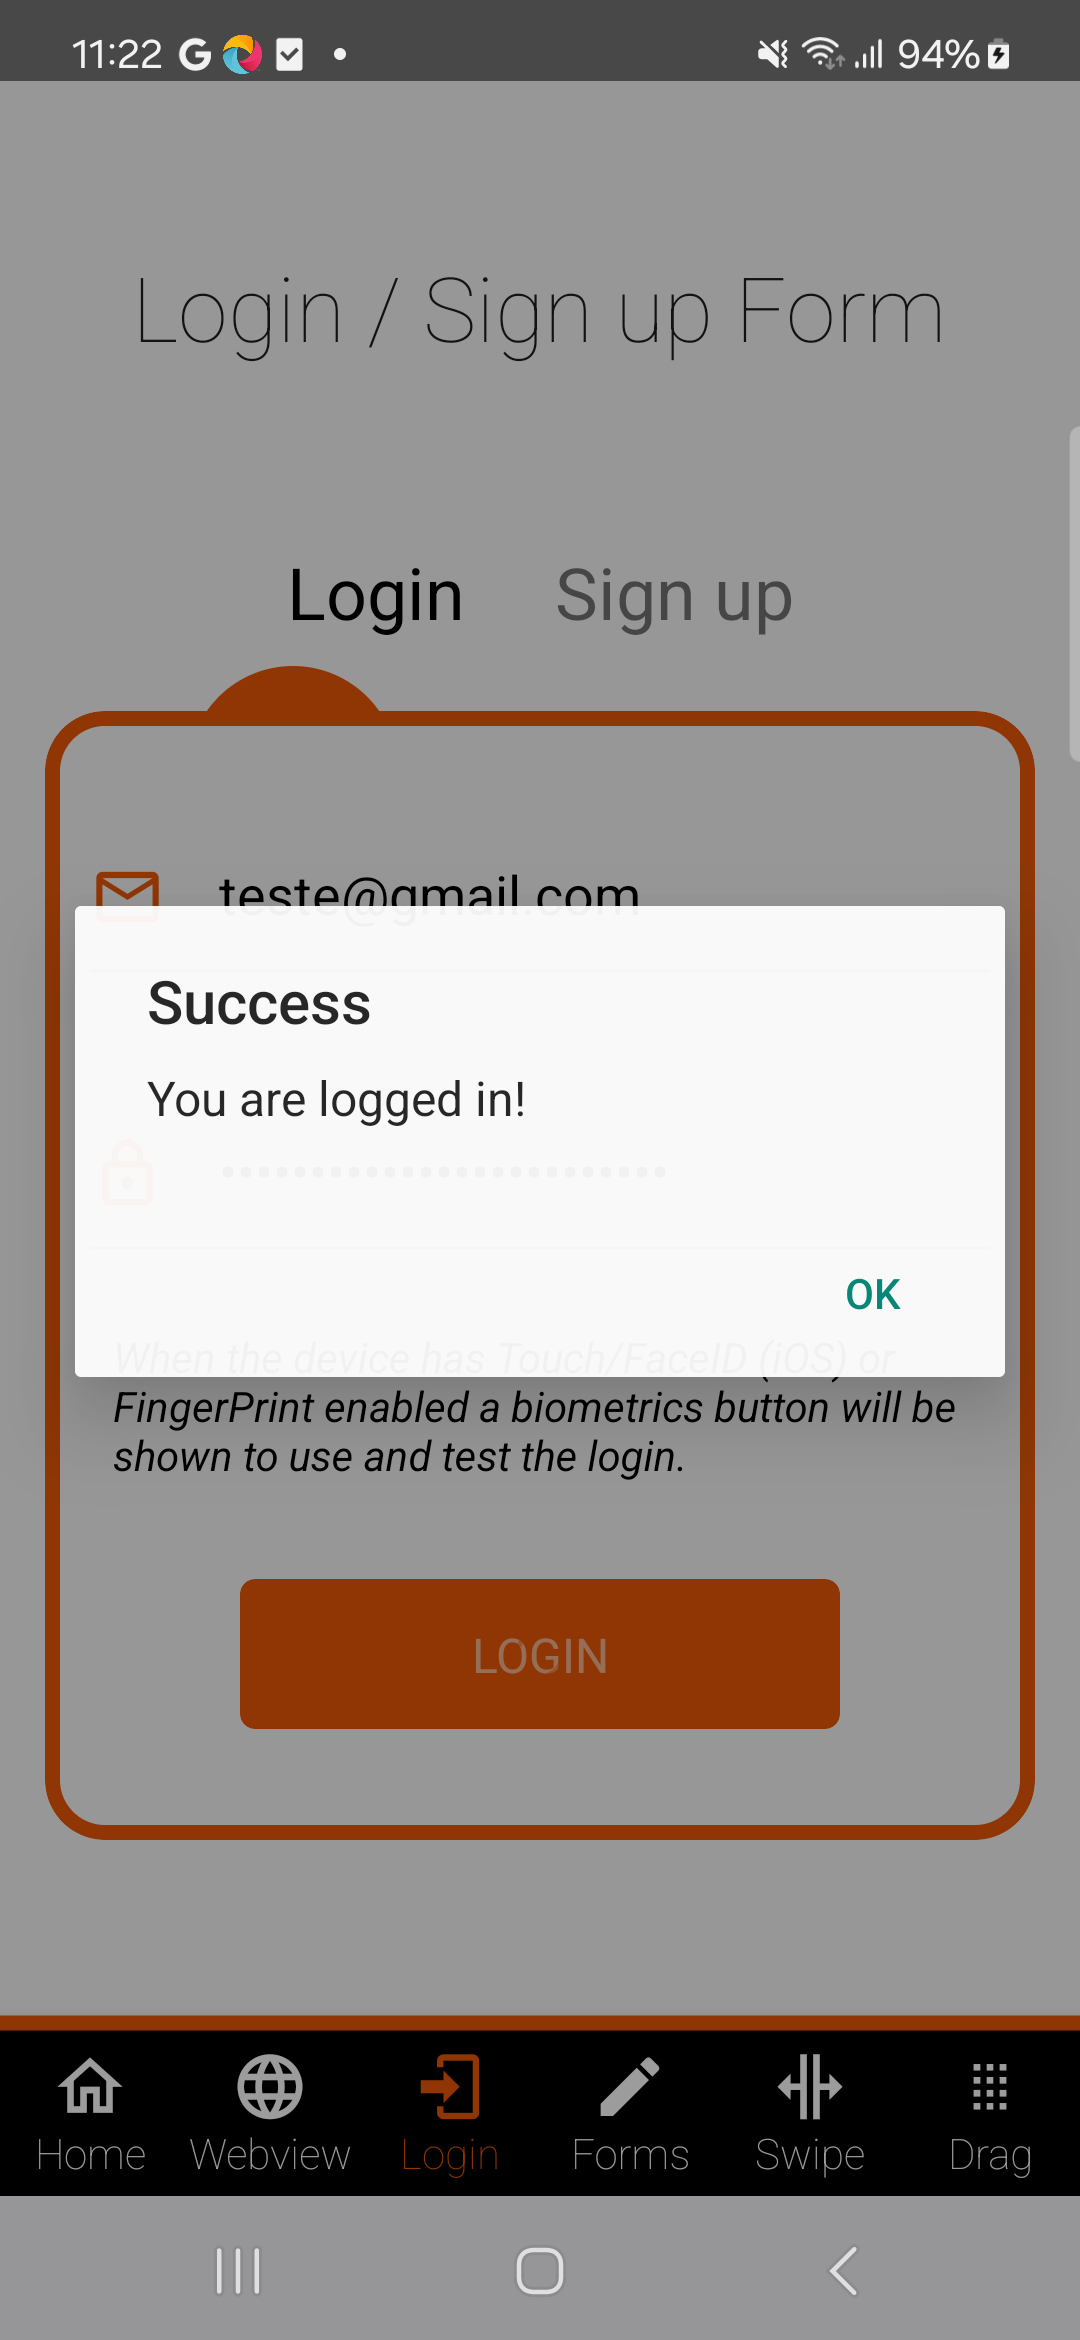 11:22
94%
Login / Sign up Form
Login Sign up
teste@gmail.com
Success
You are logged in!
•••••••••••••••••••••••••
OK
When the device has Touch/FaceID (iOS) or
FingerPrint enabled a biometrics button will be
shown to use and test the login.
LOGIN
Home Webview Login Forms Swipe Drag